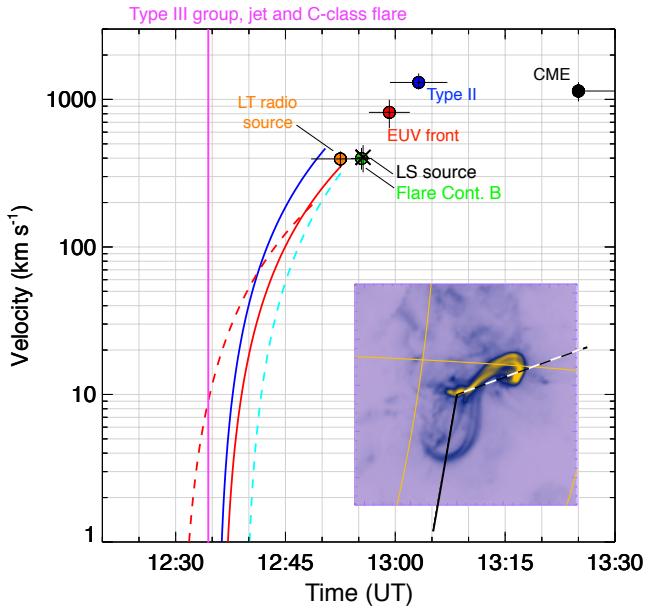 Type III group, jet and C-class flare
1000
100
10
1
Velocity (km s⁻¹)
LT radio
source
Type II
EUV front
CME
LS source
Flare Cont. B
12:30
12:45
13:00
13:15
13:30
Time (UT)